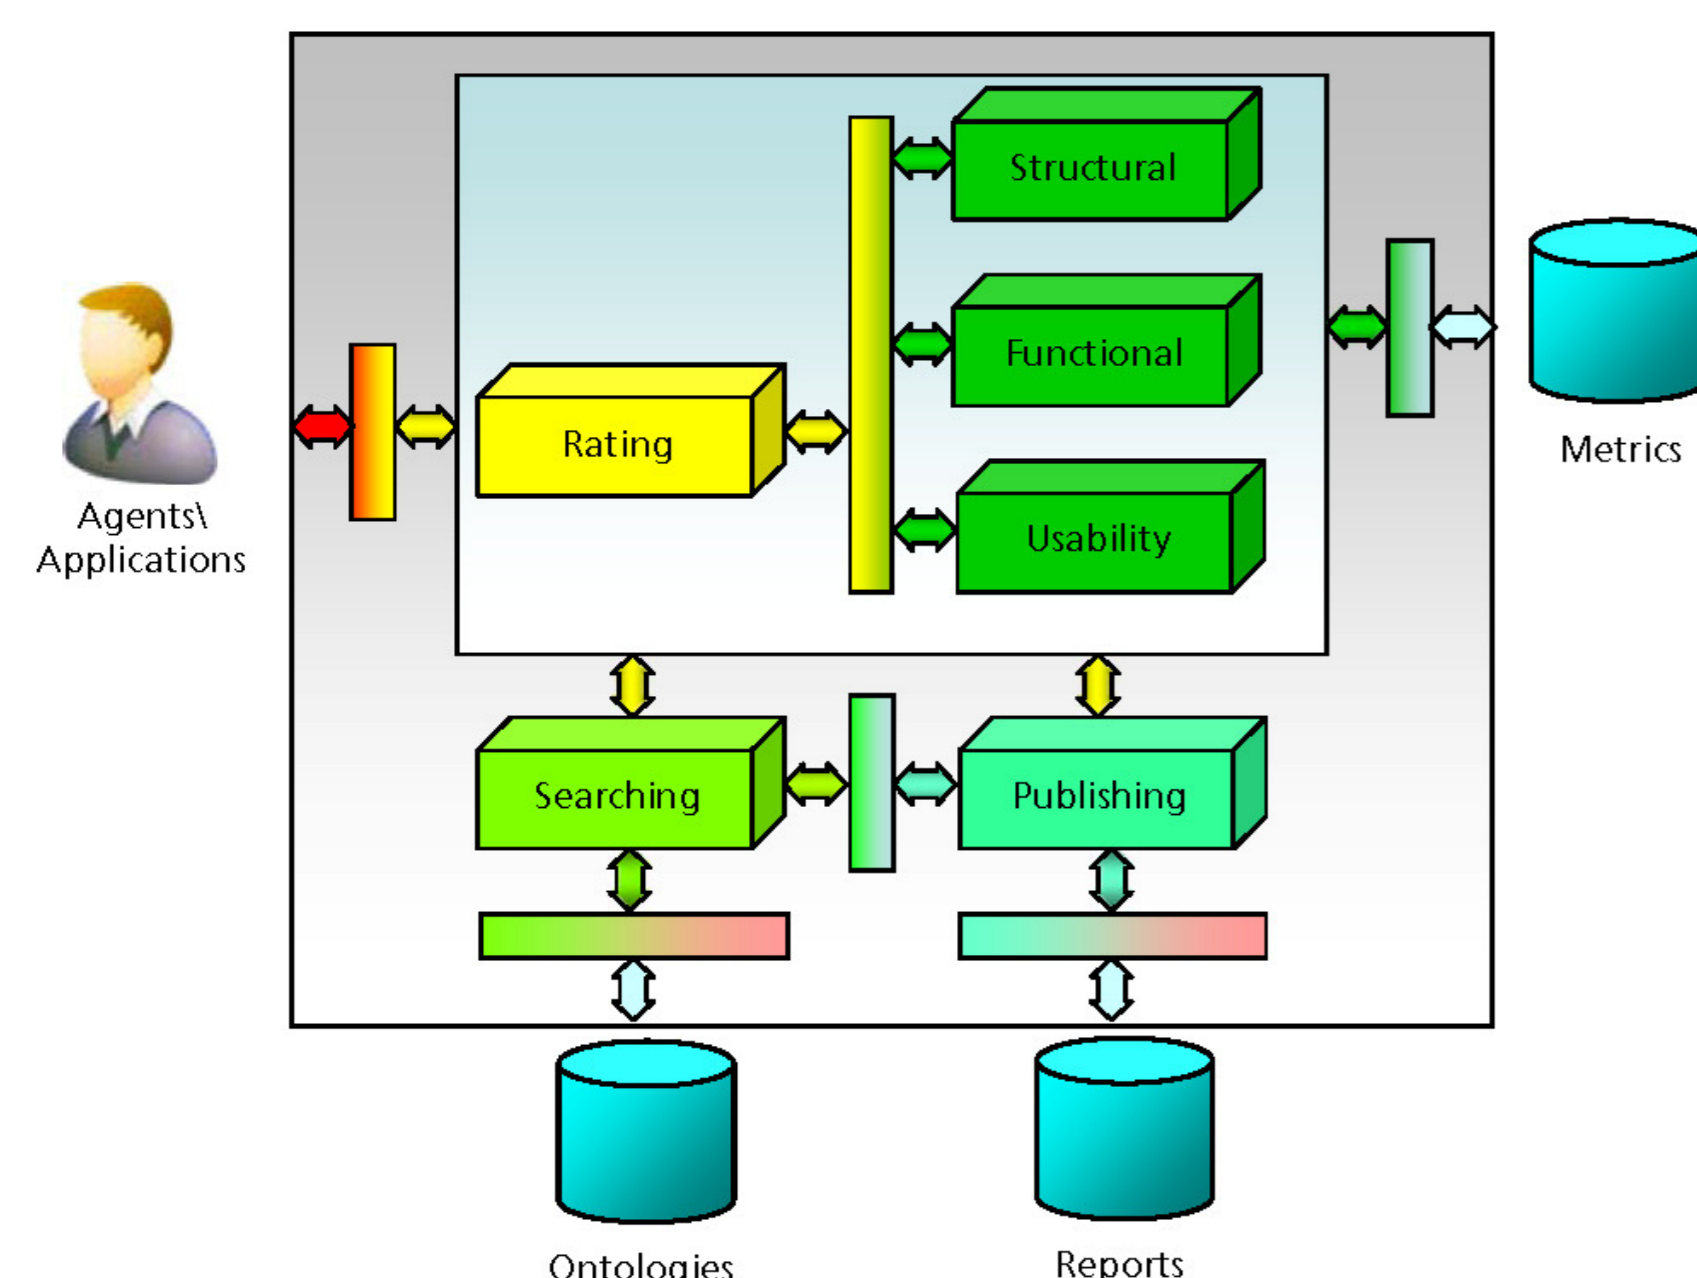 Structural
Functional
Rating
Usability
Agents\
Applications
Metrics
Searching
Publishing
Ontologies
Reports